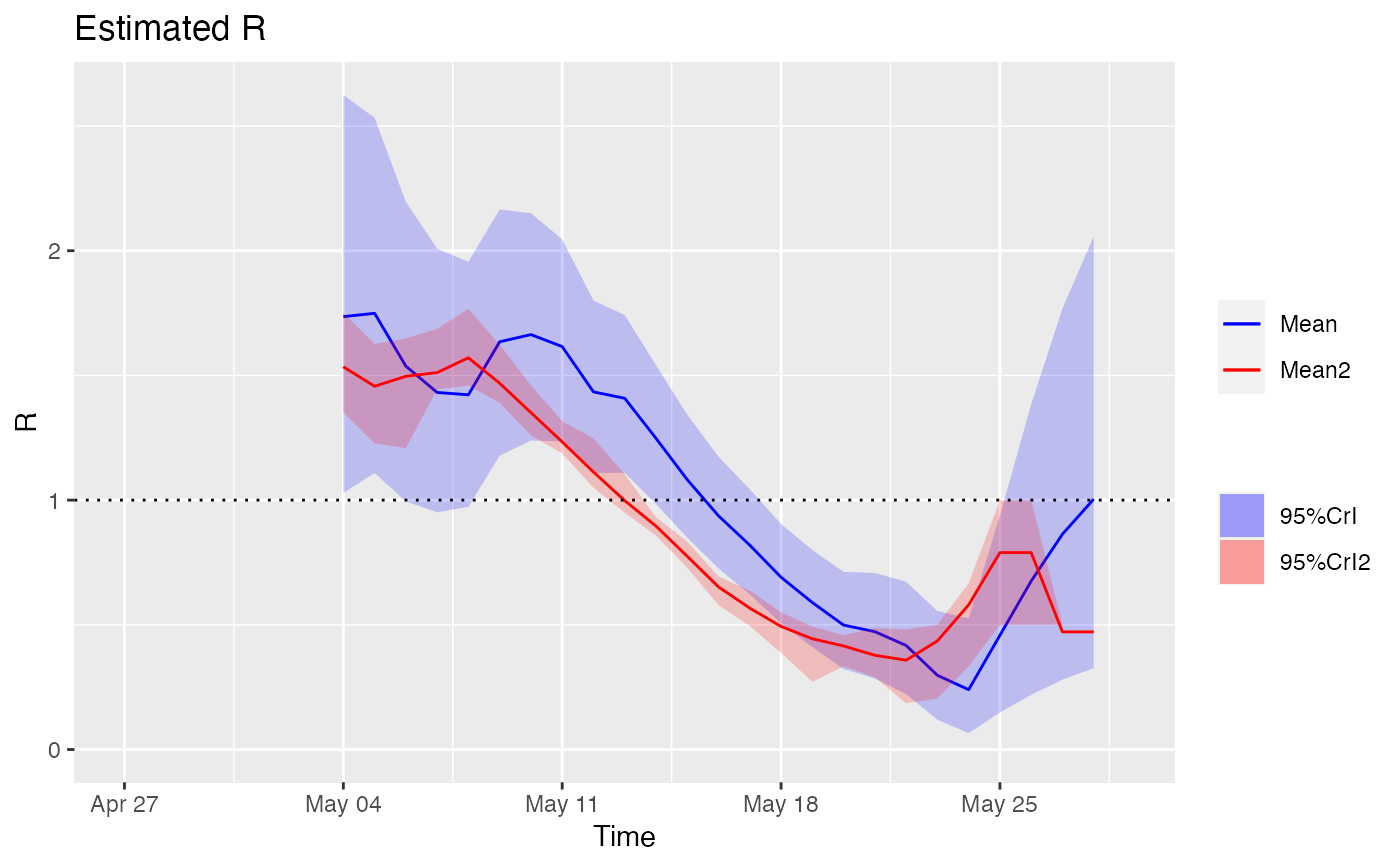 Estimated R
R
2
1
0
Apr 27
May 04
May 11
May 18
May 25
Time
Mean
Mean2
95%CrI
95%CrI2